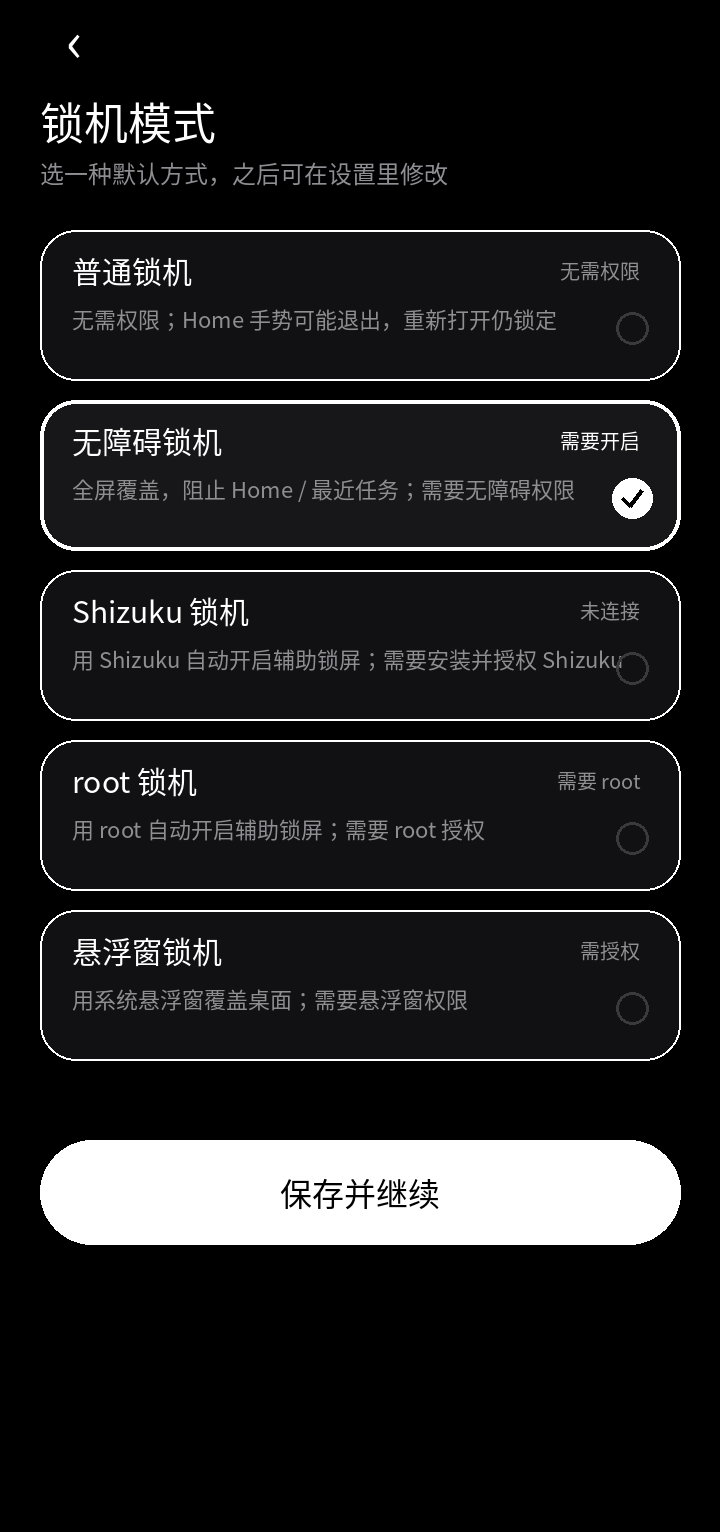 锁机模式
选一种默认方式，之后可在设置里修改
普通锁机
无需权限
无需权限；Home 手势可能退出，重新打开仍锁定
无障碍锁机
需要开启
全屏覆盖，阻止 Home / 最近任务；需要无障碍权限
Shizuku 锁机
未连接
用 Shizuku 自动开启辅助锁屏；需要安装并授权 Shizuku
root 锁机
需要 root
用 root 自动开启辅助锁屏；需要 root 授权
悬浮窗锁机
需授权
用系统悬浮窗覆盖桌面；需要悬浮窗权限
保存并继续